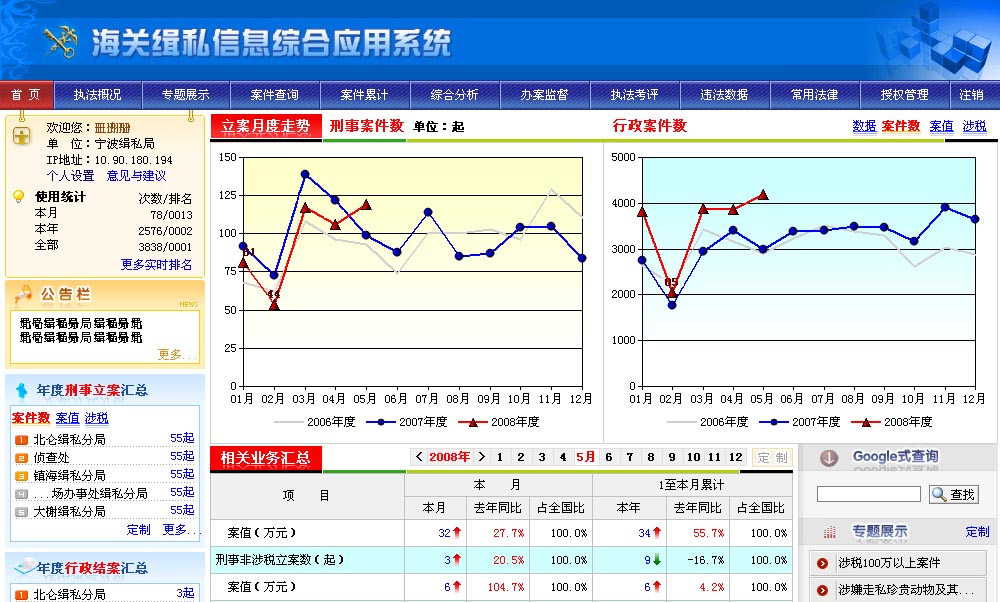 海关缉私信息综合应用系统
首 页 执法概况 专题展示 案件查询 案件累计 综合分析 办案监督 执法考评 违法数据 常用法律 授权管理 注销
欢迎您：
单 位：宁波缉私局
IP地址：10.90.180.194
个人设置 意见与建议
使用统计 次数/排名
本月 78/0013
本年 2576/0002
全部 3838/0001
更多实时排名
公告栏
NEWS
更多...
年度刑事立案汇总
案件数 案值 涉税
1 北仑缉私分局 55起
2 侦查处 55起
3 镇海缉私分局 55起
4 ...场办事处缉私分局 55起
5 大榭缉私分局 55起
定制 更多...
年度行政结案汇总
1 北仑缉私分局 3起
立案月度走势 刑事案件数 单位：起 行政案件数 数据 案件数 案值 涉税
150
125
100
75
50
25
0
44
01月 02月 03月 04月 05月 06月 07月 08月 09月 10月 11月 12月
2006年度 2007年度 2008年度
5000
4000
3000
2000
1000
0
01月 02月 03月 04月 05月 06月 07月 08月 09月 10月 11月 12月
2006年度 2007年度 2008年度
相关业务汇总 < 2008年 > 1 2 3 4 5月 6 7 8 9 10 11 12 定 制
项 目 本 月 1至本月累计
本月 去年同比 占全国比 本年 去年同比 占全国比
案值(万元) 32↑ 27.7% 100.0% 34↑ 55.7% 100.0%
刑事非涉税立案数(起) 3↑ 20.5% 100.0% 9↓ -16.7% 100.0%
案值(万元) 6↑ 104.7% 100.0% 6↑ 4.2% 100.0%
Google式查询
查找
专题展示 定制
涉税100万以上案件
涉嫌走私珍贵动物及其...